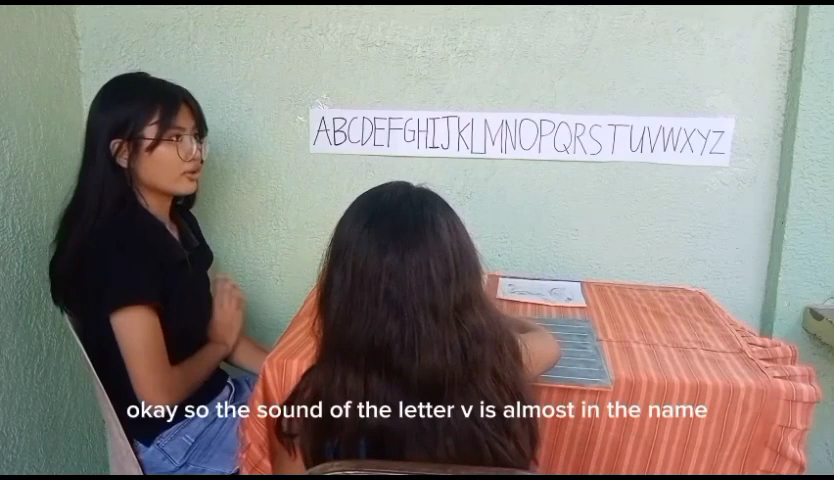 ABCDEFGHIJKLMNOPQRSTUVWXYZ
okay so the sound of the letter v is almost in the name